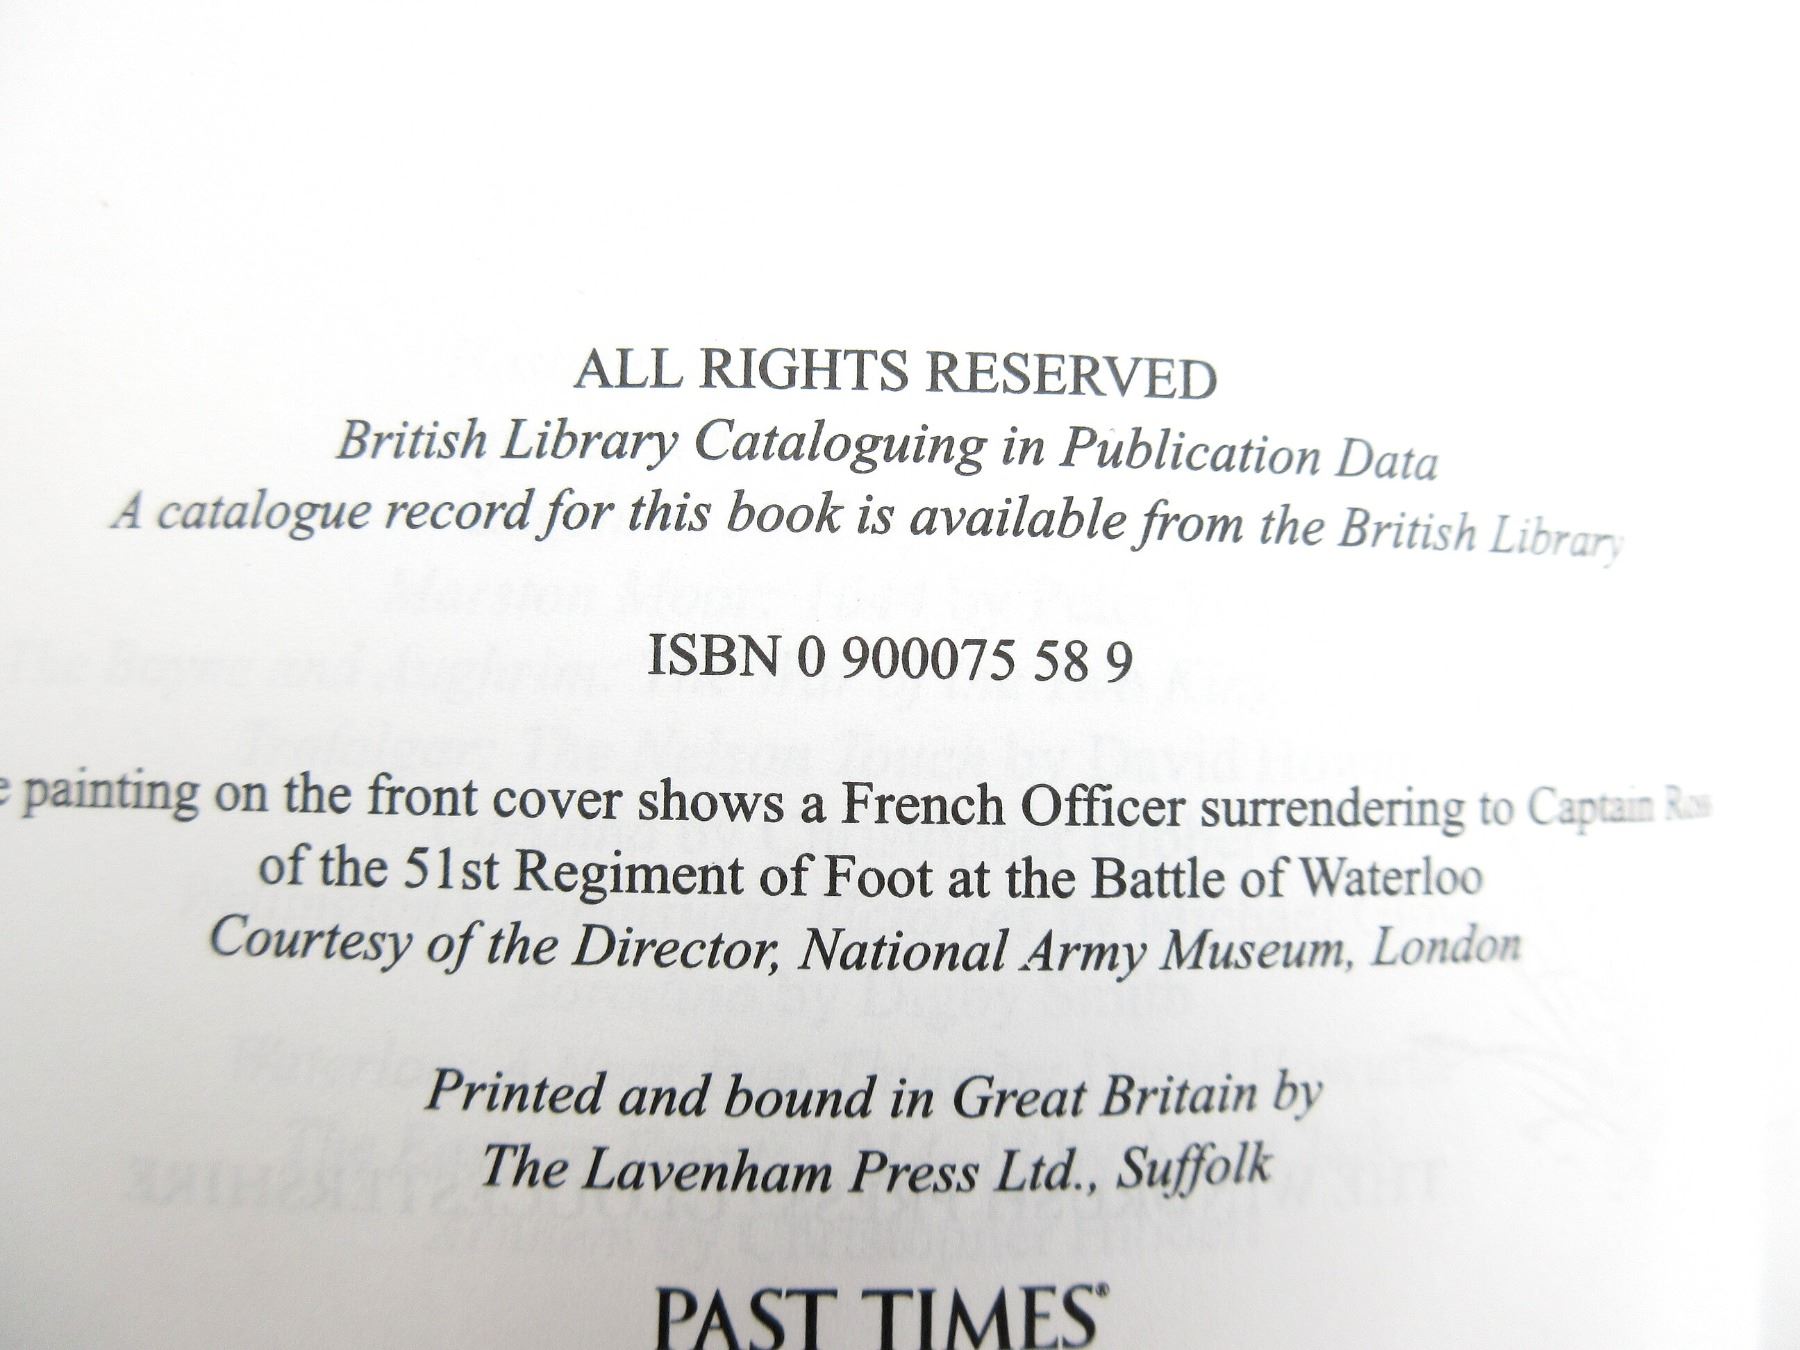 ALL RIGHTS RESERVED
British Library Cataloguing in Publication Data
A catalogue record for this book is available from the British Library
ISBN 0 900075 58 9
painting on the front cover shows a French Officer surrendering to Captain Ross
of the 51st Regiment of Foot at the Battle of Waterloo
Courtesy of the Director, National Army Museum, London
Printed and bound in Great Britain by
The Lavenham Press Ltd., Suffolk
PAST TIMES®